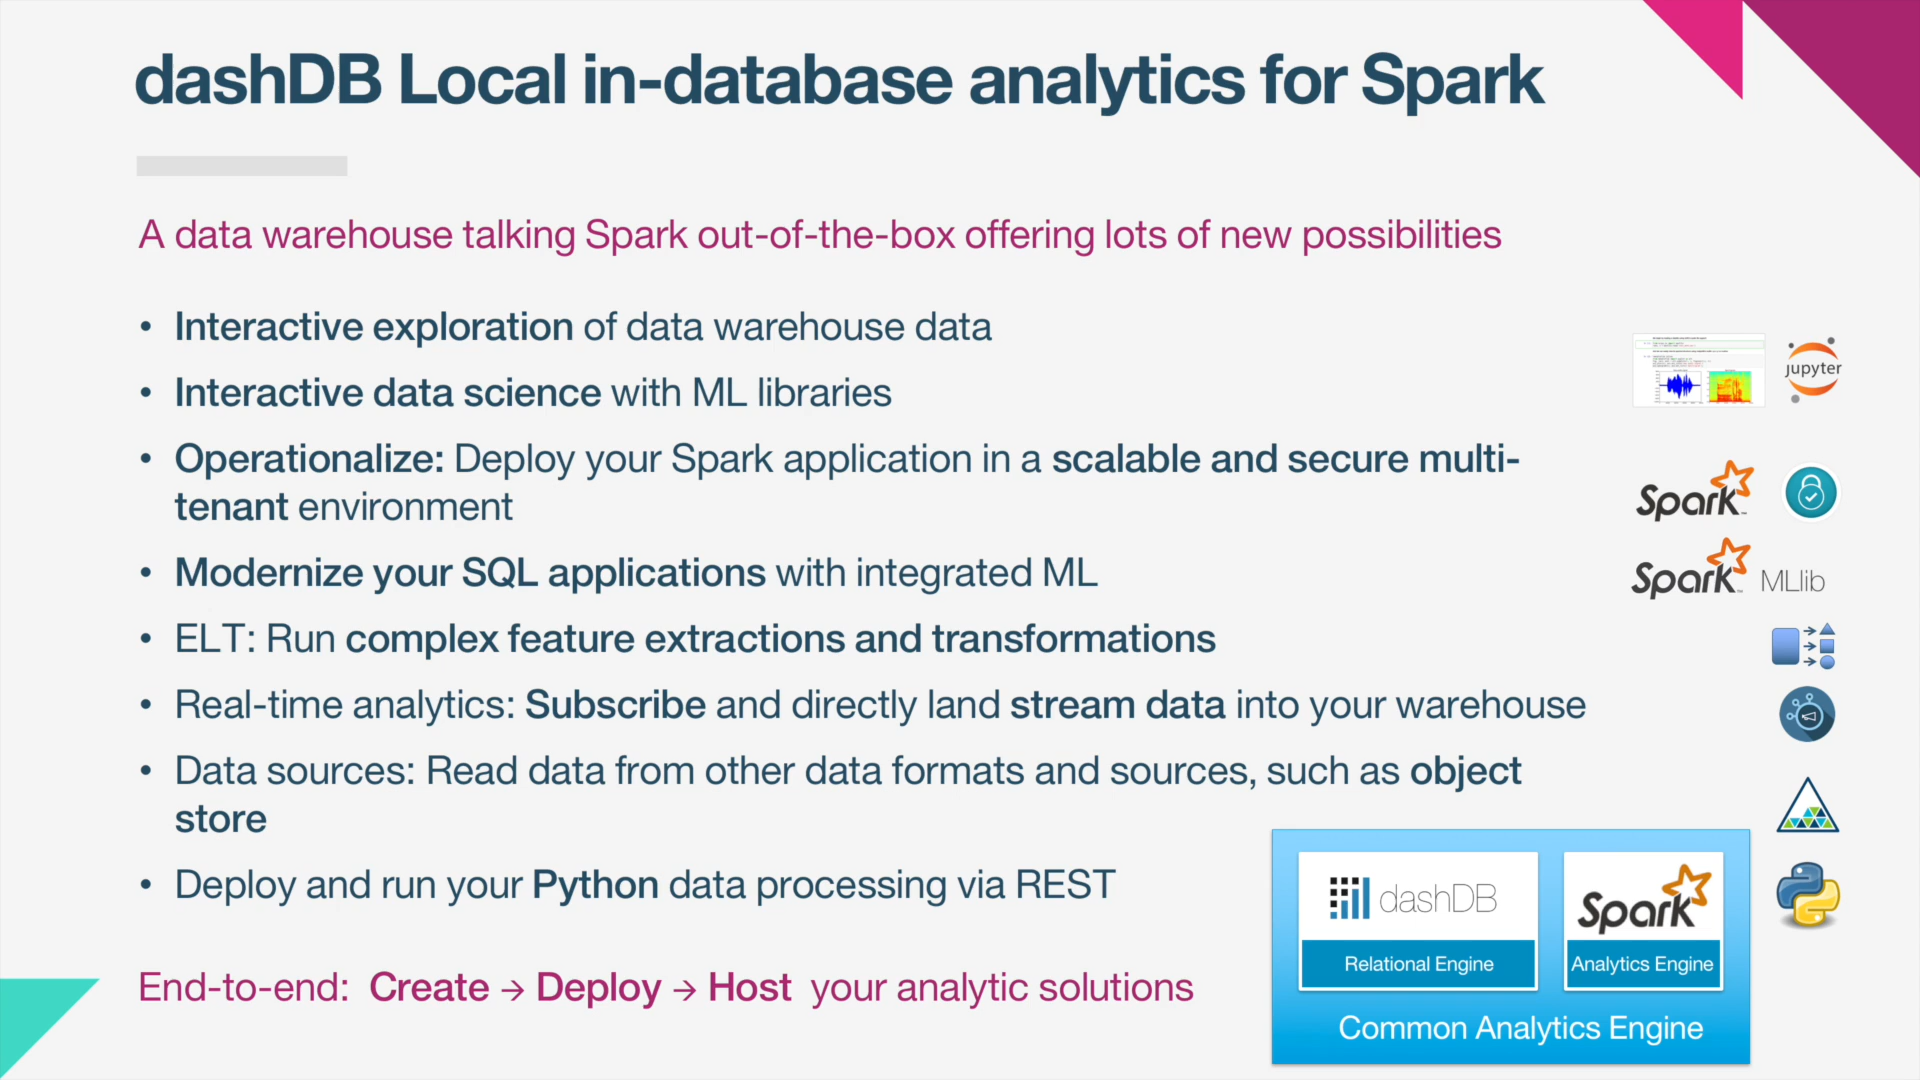 dashDB Local in-database analytics for Spark
A data warehouse talking Spark out-of-the-box offering lots of new possibilities
• Interactive exploration of data warehouse data
• Interactive data science with ML libraries
jupyter
• Operationalize: Deploy your Spark application in a scalable and secure multi-
tenant environment
Spark™
• Modernize your SQL applications with integrated ML
Spark™ MLlib
• ELT: Run complex feature extractions and transformations
• Real-time analytics: Subscribe and directly land stream data into your warehouse
• Data sources: Read data from other data formats and sources, such as object
store
• Deploy and run your Python data processing via REST
dashDB
Spark
Relational Engine
Analytics Engine
Common Analytics Engine
End-to-end: Create → Deploy → Host your analytic solutions